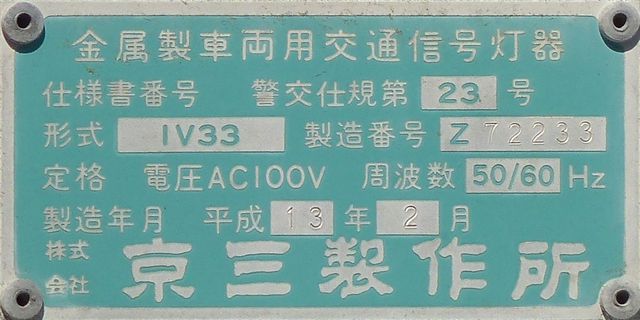 金属製車両用交通信号灯器
仕様書番号 警交仕規第 23 号
形式 1V33 製造番号 Z 72233
定格 電圧AC100V 周波数 50/60 Hz
製造年月 平成 13 年 2 月
株式会社 京三製作所